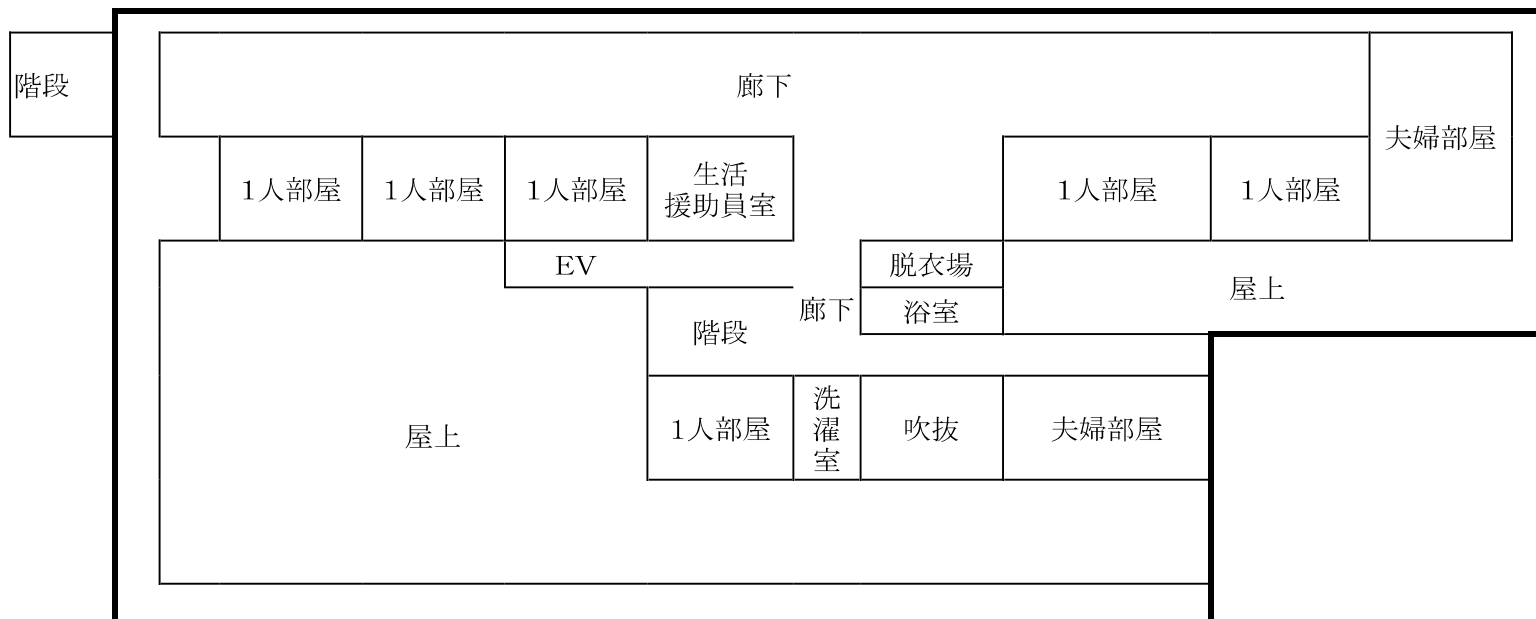 階段
廊下
夫婦部屋
1人部屋
1人部屋
1人部屋
生活
援助員室
1人部屋
1人部屋
EV
脱衣場
屋上
廊下
浴室
階段
屋上
1人部屋
洗
濯
室
吹抜
夫婦部屋